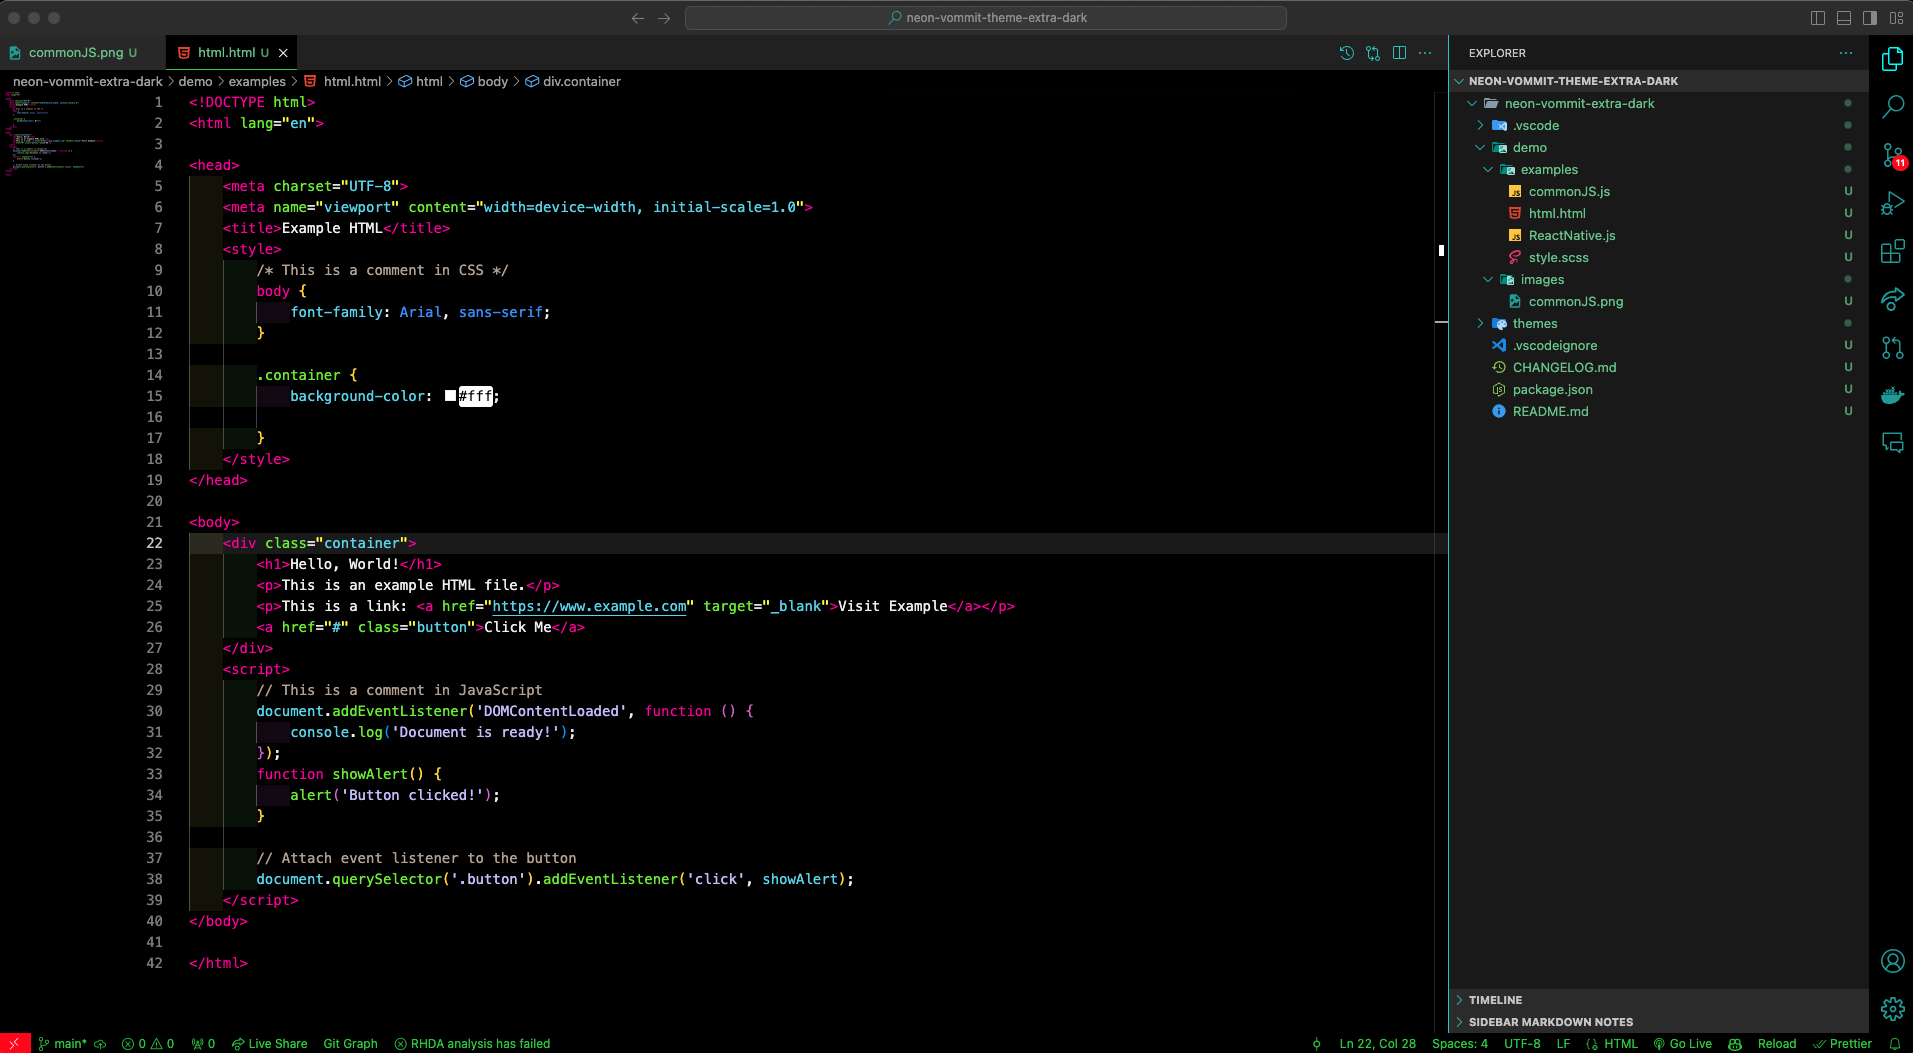 neon-vommit-theme-extra-dark
commonJS.png U
html.html U
neon-vommit-extra-dark > demo > examples > html.html > html > body > div.container
1 <!DOCTYPE html>
2 <html lang="en">
3
4 <head>
5 <meta charset="UTF-8">
6 <meta name="viewport" content="width=device-width, initial-scale=1.0">
7 <title>Example HTML</title>
8 <style>
9 /* This is a comment in CSS */
10 body {
11 font-family: Arial, sans-serif;
12 }
13
14 .container {
15 background-color: #fff;
16
17 }
18 </style>
19 </head>
20
21 <body>
22 <div class="container">
23 <h1>Hello, World!</h1>
24 <p>This is an example HTML file.</p>
25 <p>This is a link: <a href="https://www.example.com" target="_blank">Visit Example</a></p>
26 <a href="#" class="button">Click Me</a>
27 </div>
28 <script>
29 // This is a comment in JavaScript
30 document.addEventListener('DOMContentLoaded', function () {
31 console.log('Document is ready!');
32 });
33 function showAlert() {
34 alert('Button clicked!');
35 }
36
37 // Attach event listener to the button
38 document.querySelector('.button').addEventListener('click', showAlert);
39 </script>
40 </body>
41
42 </html>
EXPLORER
NEON-VOMMIT-THEME-EXTRA-DARK
neon-vommit-extra-dark
.vscode
demo
examples
commonJS.js U
html.html U
ReactNative.js U
style.scss U
images
commonJS.png U
themes
.vscodeignore U
CHANGELOG.md U
package.json U
README.md U
TIMELINE
SIDEBAR MARKDOWN NOTES
11
main* 0 0 0 Live Share Git Graph RHDA analysis has failed
Ln 22, Col 28 Spaces: 4 UTF-8 LF HTML Go Live Reload Prettier